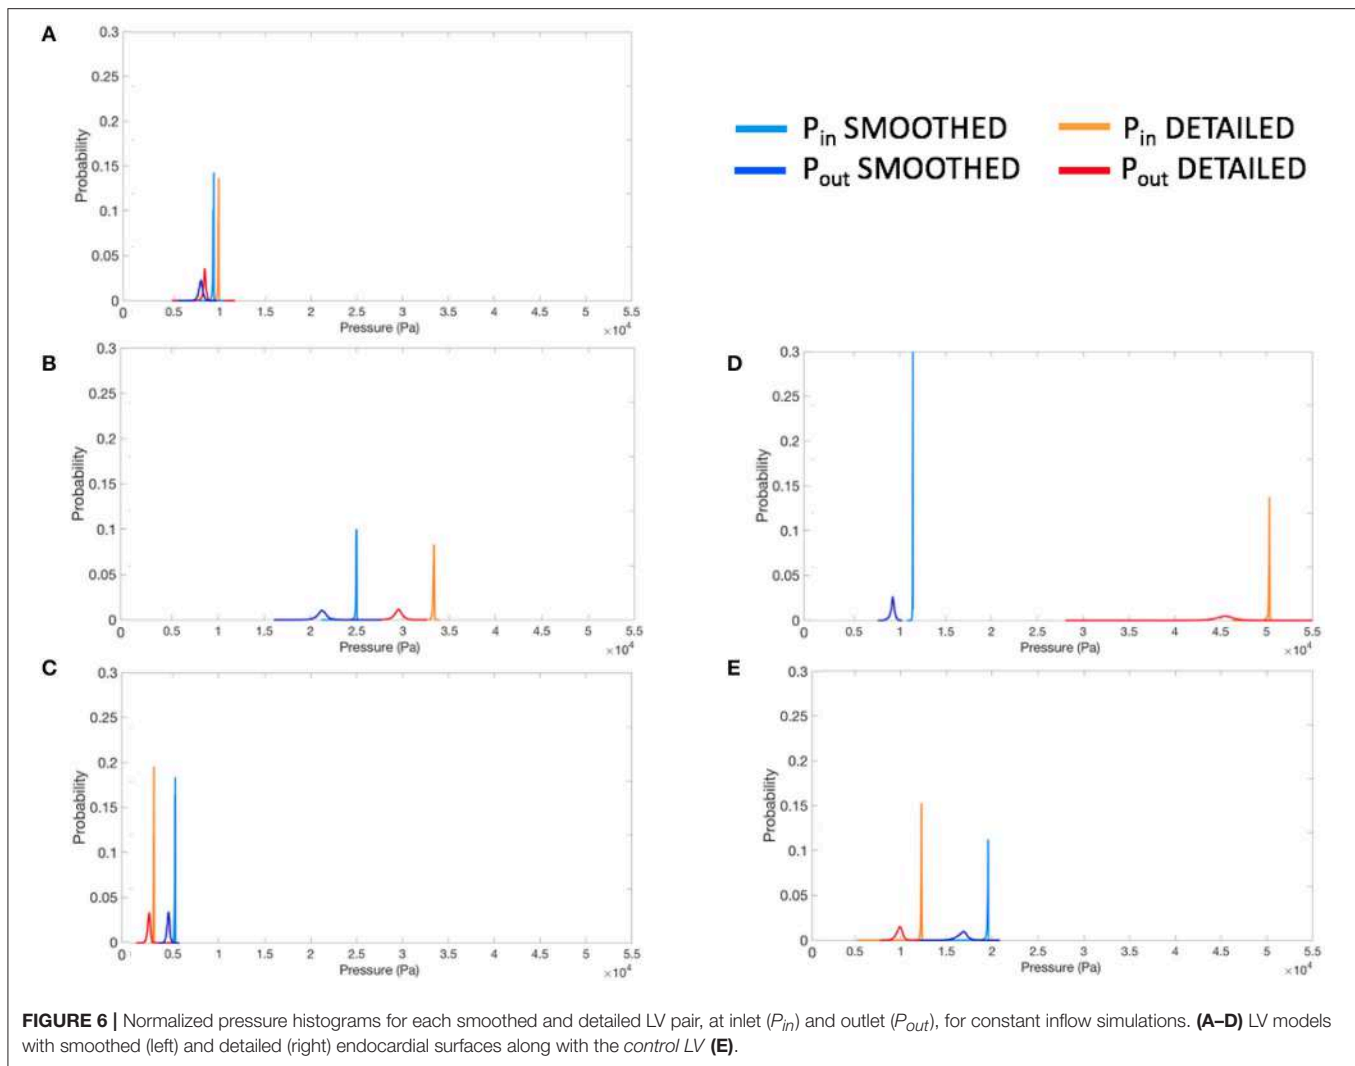 A
0.3
0.25
0.2
0.15
0.1
0.05
0
Probability
0 0.5 1 1.5 2 2.5 3 3.5 4 4.5 5 5.5
Pressure (Pa)
×10⁴
P_in SMOOTHED P_in DETAILED
P_out SMOOTHED P_out DETAILED
B
0.3
0.25
0.2
0.15
0.1
0.05
0
Probability
0 0.5 1 1.5 2 2.5 3 3.5 4 4.5 5 5.5
Pressure (Pa)
×10⁴
D
0.3
0.25
0.2
0.15
0.1
0.05
0
Probability
0 0.5 1 1.5 2 2.5 3 3.5 4 4.5 5 5.5
Pressure (Pa)
×10⁴
C
0.3
0.25
0.2
0.15
0.1
0.05
0
Probability
0 0.5 1 1.5 2 2.5 3 3.5 4 4.5 5 5.5
Pressure (Pa)
×10⁴
E
0.3
0.25
0.2
0.15
0.1
0.05
0
Probability
0 0.5 1 1.5 2 2.5 3 3.5 4 4.5 5 5.5
Pressure (Pa)
×10⁴
FIGURE 6 | Normalized pressure histograms for each smoothed and detailed LV pair, at inlet (P_in) and outlet (P_out), for constant inflow simulations. (A–D) LV models
with smoothed (left) and detailed (right) endocardial surfaces along with the control LV (E).